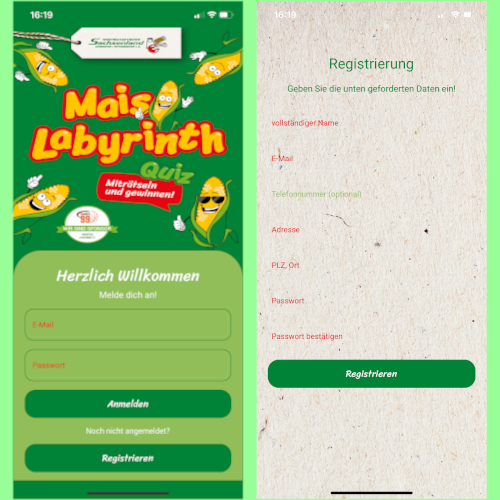 16:19
Sachsenland
Mais
Labyrinth
Quiz
Miträtseln
und gewinnen!
99
Herzlich Willkommen
Melde dich an!
E-Mail
Passwort
Anmelden
Noch nicht angemeldet?
Registrieren
16:19
Registrierung
Geben Sie die unten geforderten Daten ein!
vollständiger Name
E-Mail
Telefonnummer (optional)
Adresse
PLZ, Ort
Passwort
Passwort bestätigen
Registrieren